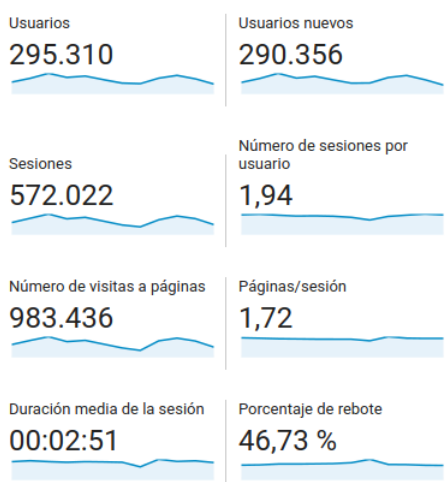 Usuarios
295.310
Usuarios nuevos
290.356
Sesiones
572.022
Número de sesiones por
usuario
1,94
Número de visitas a páginas
983.436
Páginas/sesión
1,72
Duración media de la sesión
00:02:51
Porcentaje de rebote
46,73 %